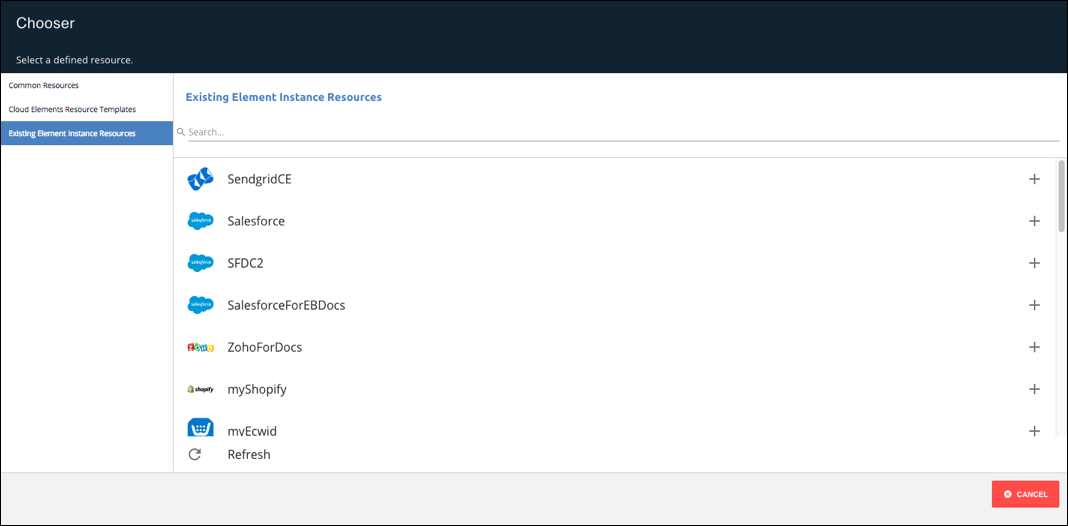 Chooser
Select a defined resource.
Common Resources
Cloud Elements Resource Templates
Existing Element Instance Resources
Existing Element Instance Resources
Search...
SendgridCE
salesforce
Salesforce
salesforce
SFDC2
salesforce
SalesforceForEBDocs
ZOHO
ZohoForDocs
shopify
myShopify
myEcwid
Refresh
CANCEL